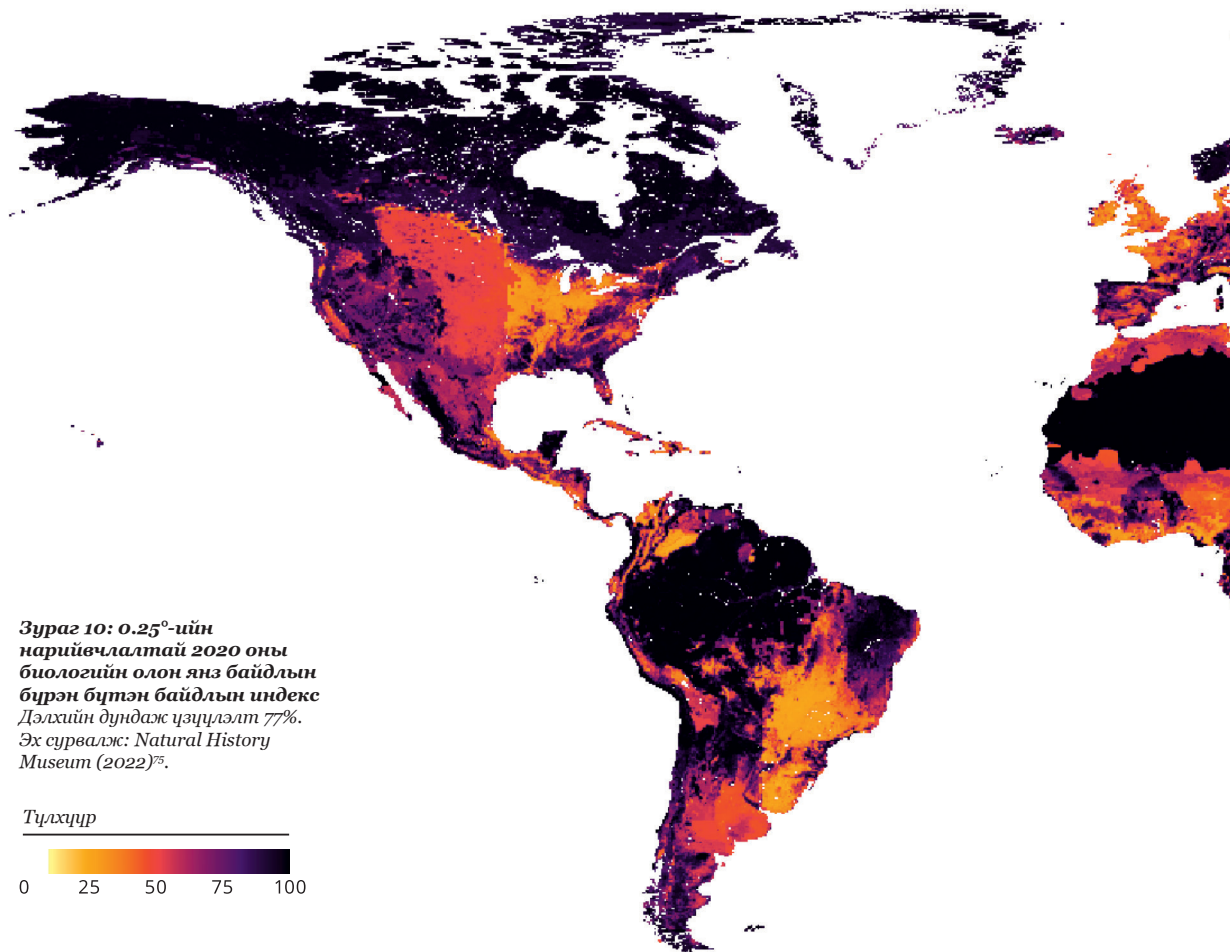 Зураг 10: 0.25°-ийн
нарийвчлалтай 2020 оны
биологийн олон янз байдлын
бүрэн бүтэн байдлын индекс
Дэлхийн дундаж үзүүлэлт 77%.
Эх сурвалж: Natural History
Museum (2022)⁷⁵.
Түлхүүр
0 25 50 75 100